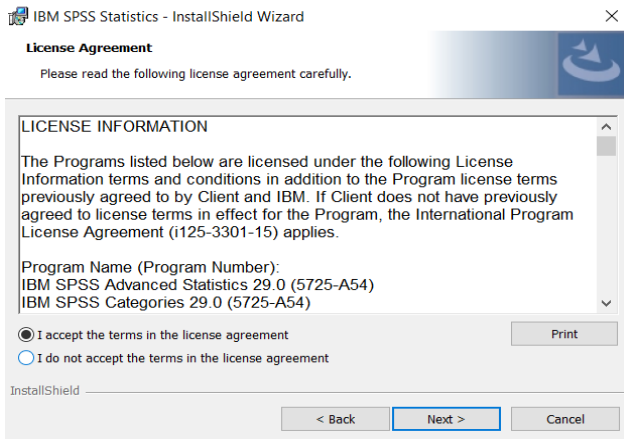 IBM SPSS Statistics - InstallShield Wizard
License Agreement
Please read the following license agreement carefully.
LICENSE INFORMATION
The Programs listed below are licensed under the following License
Information terms and conditions in addition to the Program license terms
previously agreed to by Client and IBM. If Client does not have previously
agreed to license terms in effect for the Program, the International Program
License Agreement (i125-3301-15) applies.
Program Name (Program Number):
IBM SPSS Advanced Statistics 29.0 (5725-A54)
IBM SPSS Categories 29.0 (5725-A54)
I accept the terms in the license agreement
Print
I do not accept the terms in the license agreement
InstallShield
< Back
Next >
Cancel